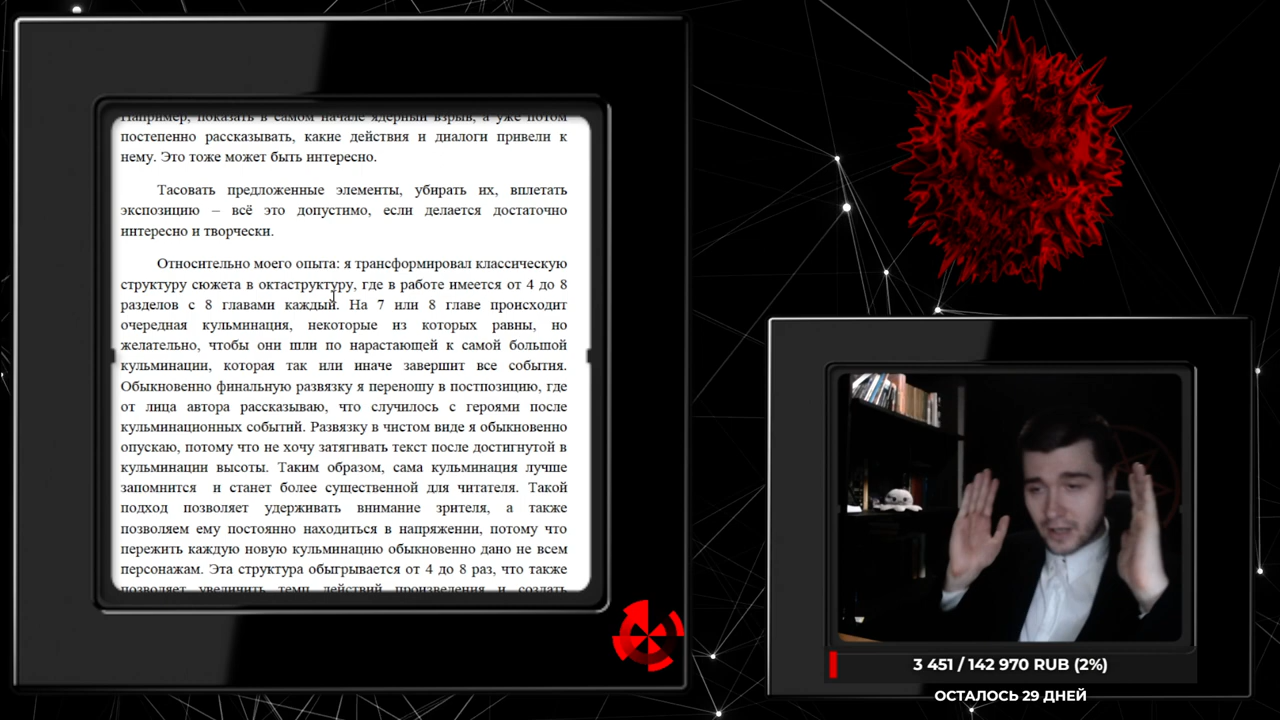 Например, показать в самом начале ядерный взрыв, а уже потом
постепенно рассказывать, какие действия и диалоги привели к
нему. Это тоже может быть интересно.
Тасовать предложенные элементы, убирать их, вплетать
экспозицию – всё это допустимо, если делается достаточно
интересно и творчески.
Относительно моего опыта: я трансформировал классическую
структуру сюжета в октаструктуру, где в работе имеется от 4 до 8
разделов с 8 главами каждый. На 7 или 8 главе происходит
очередная кульминация, некоторые из которых равны, но
желательно, чтобы они шли по нарастающей к самой большой
кульминации, которая так или иначе завершит все события.
Обыкновенно финальную развязку я переношу в постпозицию, где
от лица автора рассказываю, что случилось с героями после
кульминационных событий. Развязку в чистом виде я обыкновенно
опускаю, потому что не хочу затягивать текст после достигнутой в
кульминации высоты. Таким образом, сама кульминация лучше
запомнится и станет более существенной для читателя. Такой
подход позволяет удерживать внимание зрителя, а также
позволяем ему постоянно находиться в напряжении, потому что
пережить каждую новую кульминацию обыкновенно дано не всем
персонажам. Эта структура обыгрывается от 4 до 8 раз, что также
позволяет увеличить темп действий произведения и создать
3 451 / 142 970 RUB (2%)
ОСТАЛОСЬ 29 ДНЕЙ